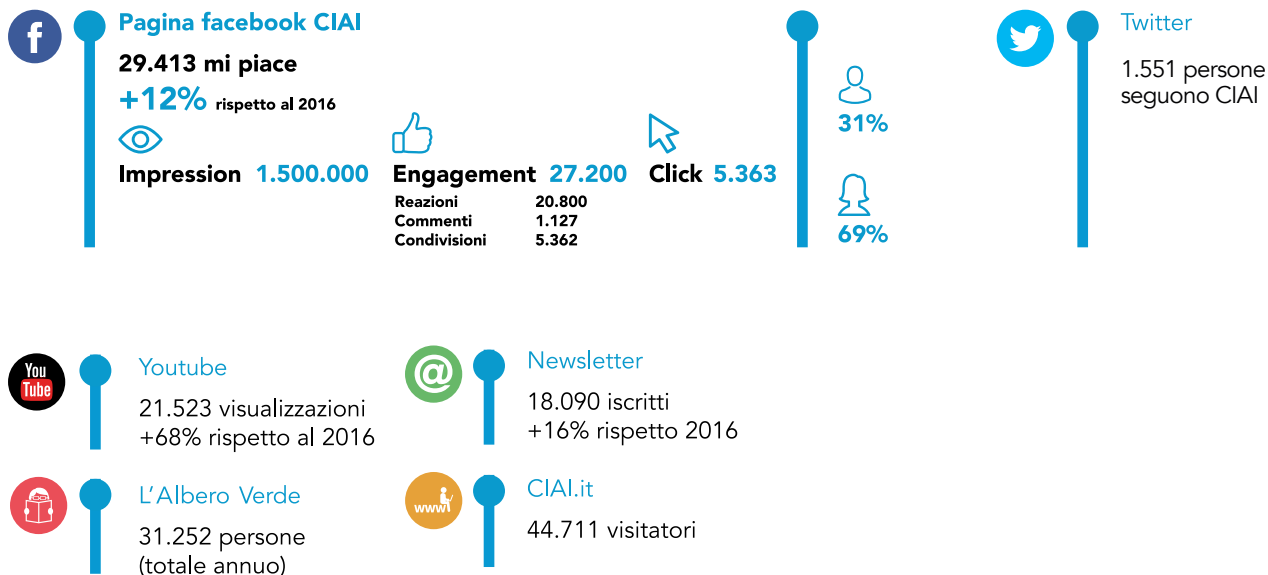 f
Pagina facebook CIAI
29.413 mi piace
+12% rispetto al 2016
Impression 1.500.000
Engagement 27.200
Reazioni 20.800
Commenti 1.127
Condivisioni 5.362
Click 5.363
31%
69%
Twitter
1.551 persone
seguono CIAI
You
Tube
Youtube
21.523 visualizzazioni
+68% rispetto al 2016
@
Newsletter
18.090 iscritti
+16% rispetto 2016
L'Albero Verde
31.252 persone
(totale annuo)
www
CIAI.it
44.711 visitatori